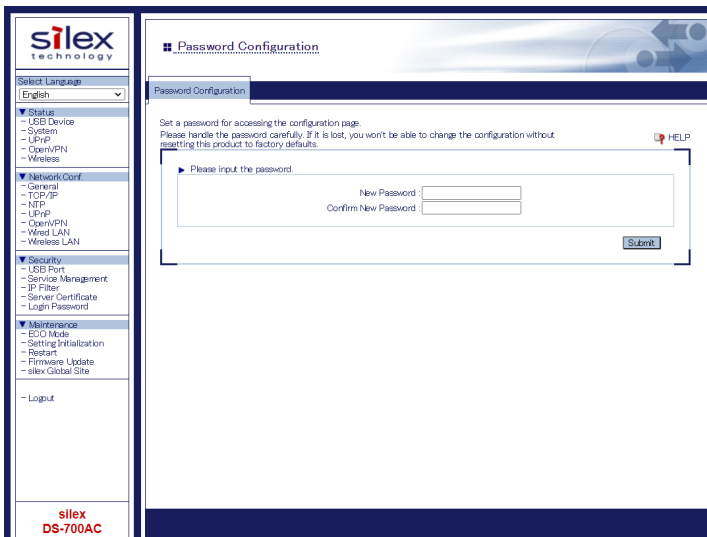 silex
technology
Select Language
English
▼ Status
- USB Device
- System
- UPnP
- OpenVPN
- Wireless
▼ Network Conf.
- General
- TCP/IP
- NTP
- UPnP
- OpenVPN
- Wired LAN
- Wireless LAN
▼ Security
- USB Port
- Service Management
- IP Filter
- Server Certificate
- Login Password
▼ Maintenance
- ECO Mode
- Setting Initialization
- Restart
- Firmware Update
- silex Global Site
- Logout
silex
DS-700AC
Password Configuration
Password Configuration
Set a password for accessing the configuration page.
Please handle the password carefully. If it is lost, you won't be able to change the configuration without
resetting this product to factory defaults.
HELP
Please input the password.
New Password :
Confirm New Password :
Submit